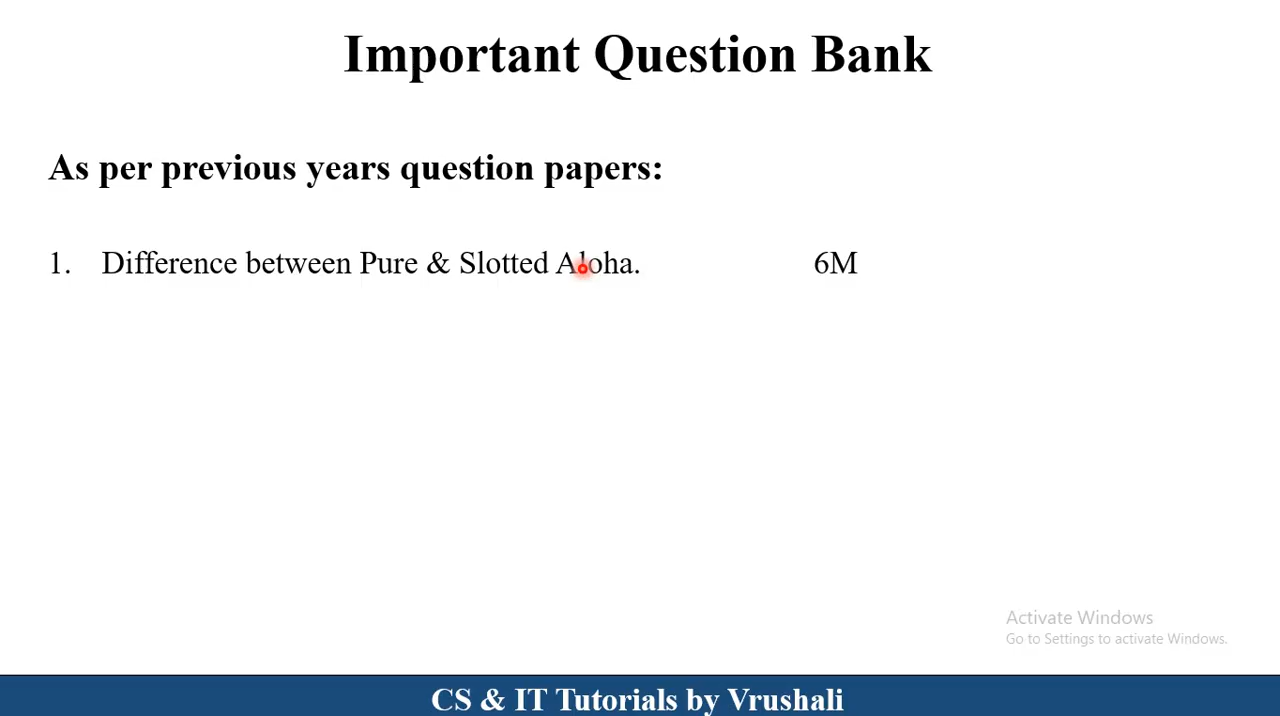 Important Question Bank
As per previous years question papers:
1. Difference between Pure & Slotted Aloha. 6M
Activate Windows
Go to Settings to activate Windows.
CS & IT Tutorials by Vrushali